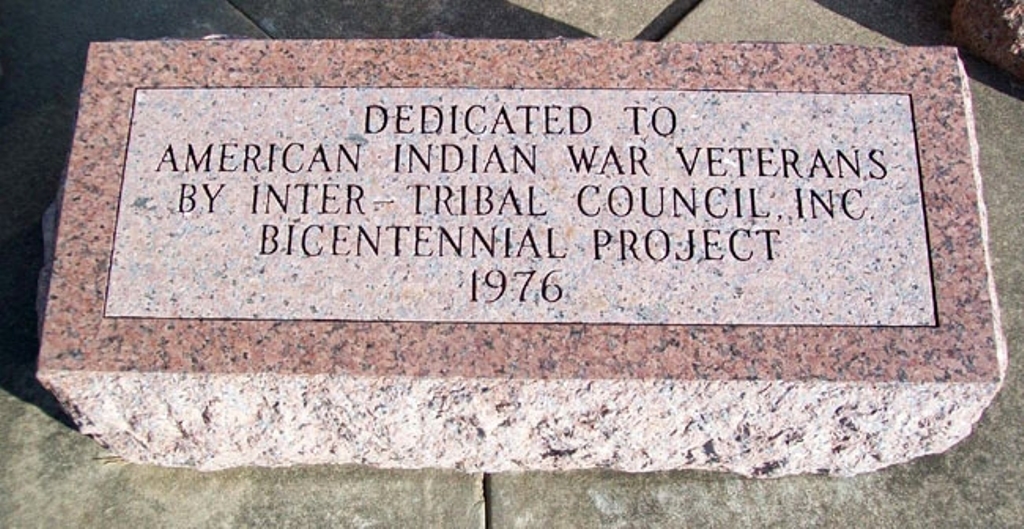 DEDICATED TO
AMERICAN INDIAN WAR VETERANS
BY INTER-TRIBAL COUNCIL, INC.
BICENTENNIAL PROJECT
1976